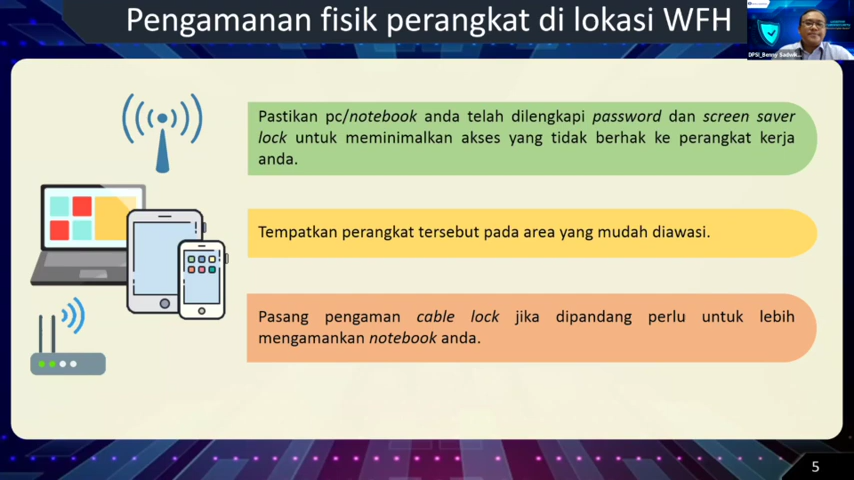 Pengamanan fisik perangkat di lokasi WFH
Pastikan pc/notebook anda telah dilengkapi password dan screen saver
lock untuk meminimalkan akses yang tidak berhak ke perangkat kerja
anda.
Tempatkan perangkat tersebut pada area yang mudah diawasi.
Pasang pengaman cable lock jika dipandang perlu untuk lebih
mengamankan notebook anda.
5